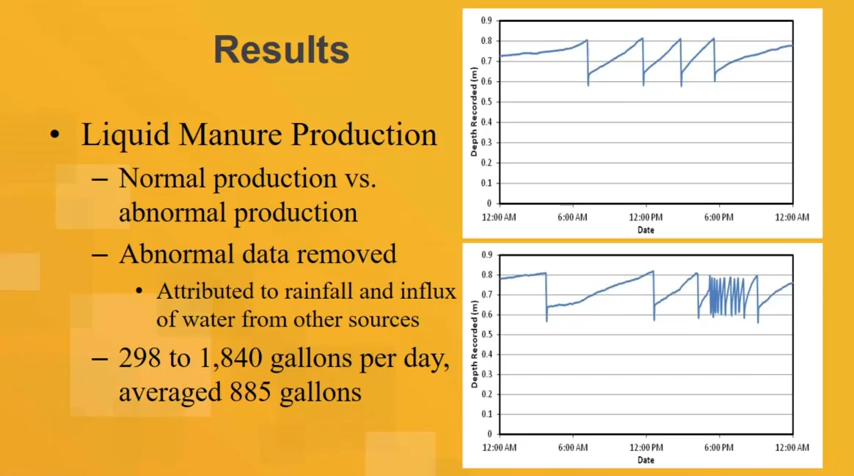 Results
• Liquid Manure Production
– Normal production vs.
abnormal production
– Abnormal data removed
• Attributed to rainfall and influx
of water from other sources
– 298 to 1,840 gallons per day,
averaged 885 gallons
Depth Recorded (m)
0.9
0.8
0.7
0.6
0.5
0.4
0.3
0.2
0.1
0
12:00 AM 6:00 AM 12:00 PM 6:00 PM 12:00 AM
Date
Depth Recorded (m)
0.9
0.8
0.7
0.6
0.5
0.4
0.3
0.2
0.1
0
12:00 AM 6:00 AM 12:00 PM 6:00 PM 12:00 AM
Date